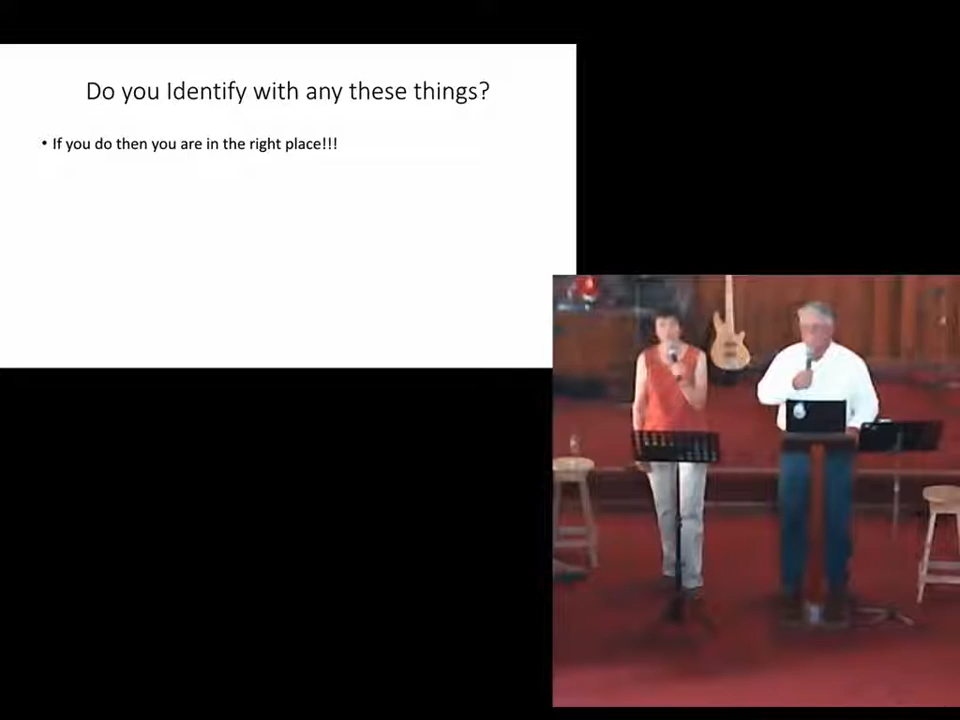 Do you Identify with any these things?
• If you do then you are in the right place!!!